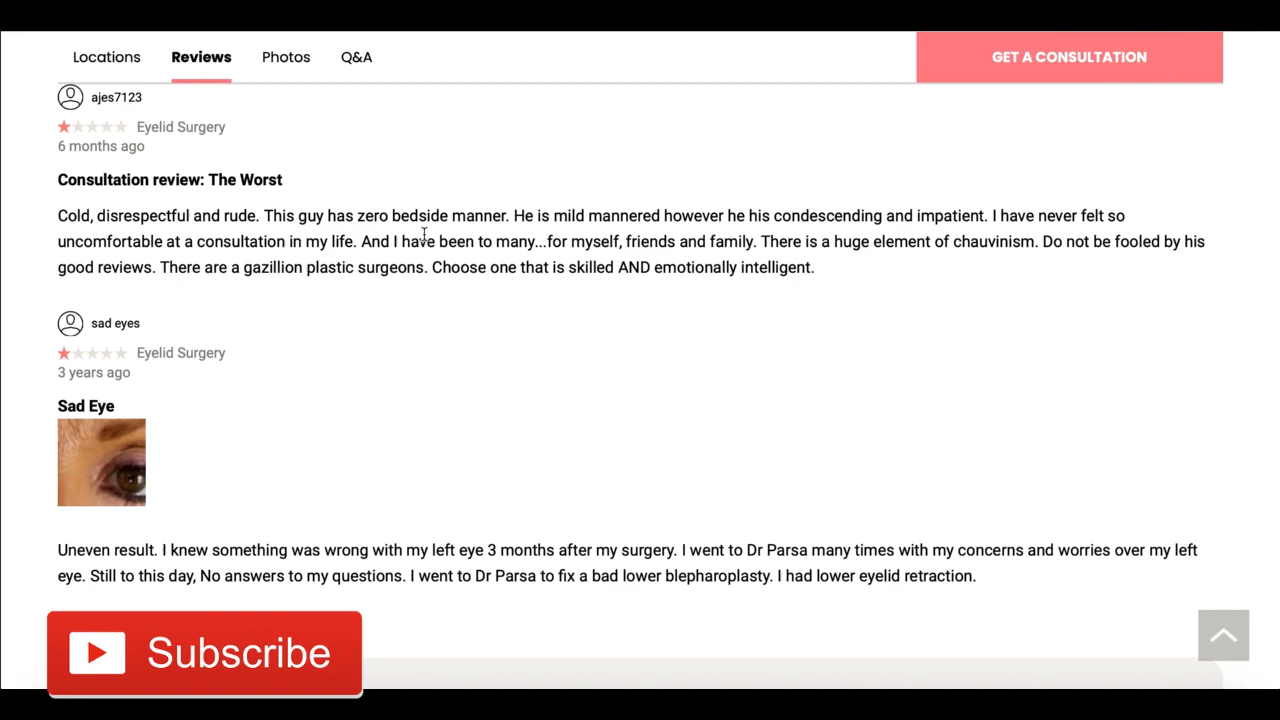 Locations Reviews Photos Q&A GET A CONSULTATION
ajes7123
Eyelid Surgery
6 months ago
Consultation review: The Worst
Cold, disrespectful and rude. This guy has zero bedside manner. He is mild mannered however he his condescending and impatient. I have never felt so
uncomfortable at a consultation in my life. And I have been to many...for myself, friends and family. There is a huge element of chauvinism. Do not be fooled by his
good reviews. There are a gazillion plastic surgeons. Choose one that is skilled AND emotionally intelligent.
sad eyes
Eyelid Surgery
3 years ago
Sad Eye
Uneven result. I knew something was wrong with my left eye 3 months after my surgery. I went to Dr Parsa many times with my concerns and worries over my left
eye. Still to this day, No answers to my questions. I went to Dr Parsa to fix a bad lower blepharoplasty. I had lower eyelid retraction.
Subscribe